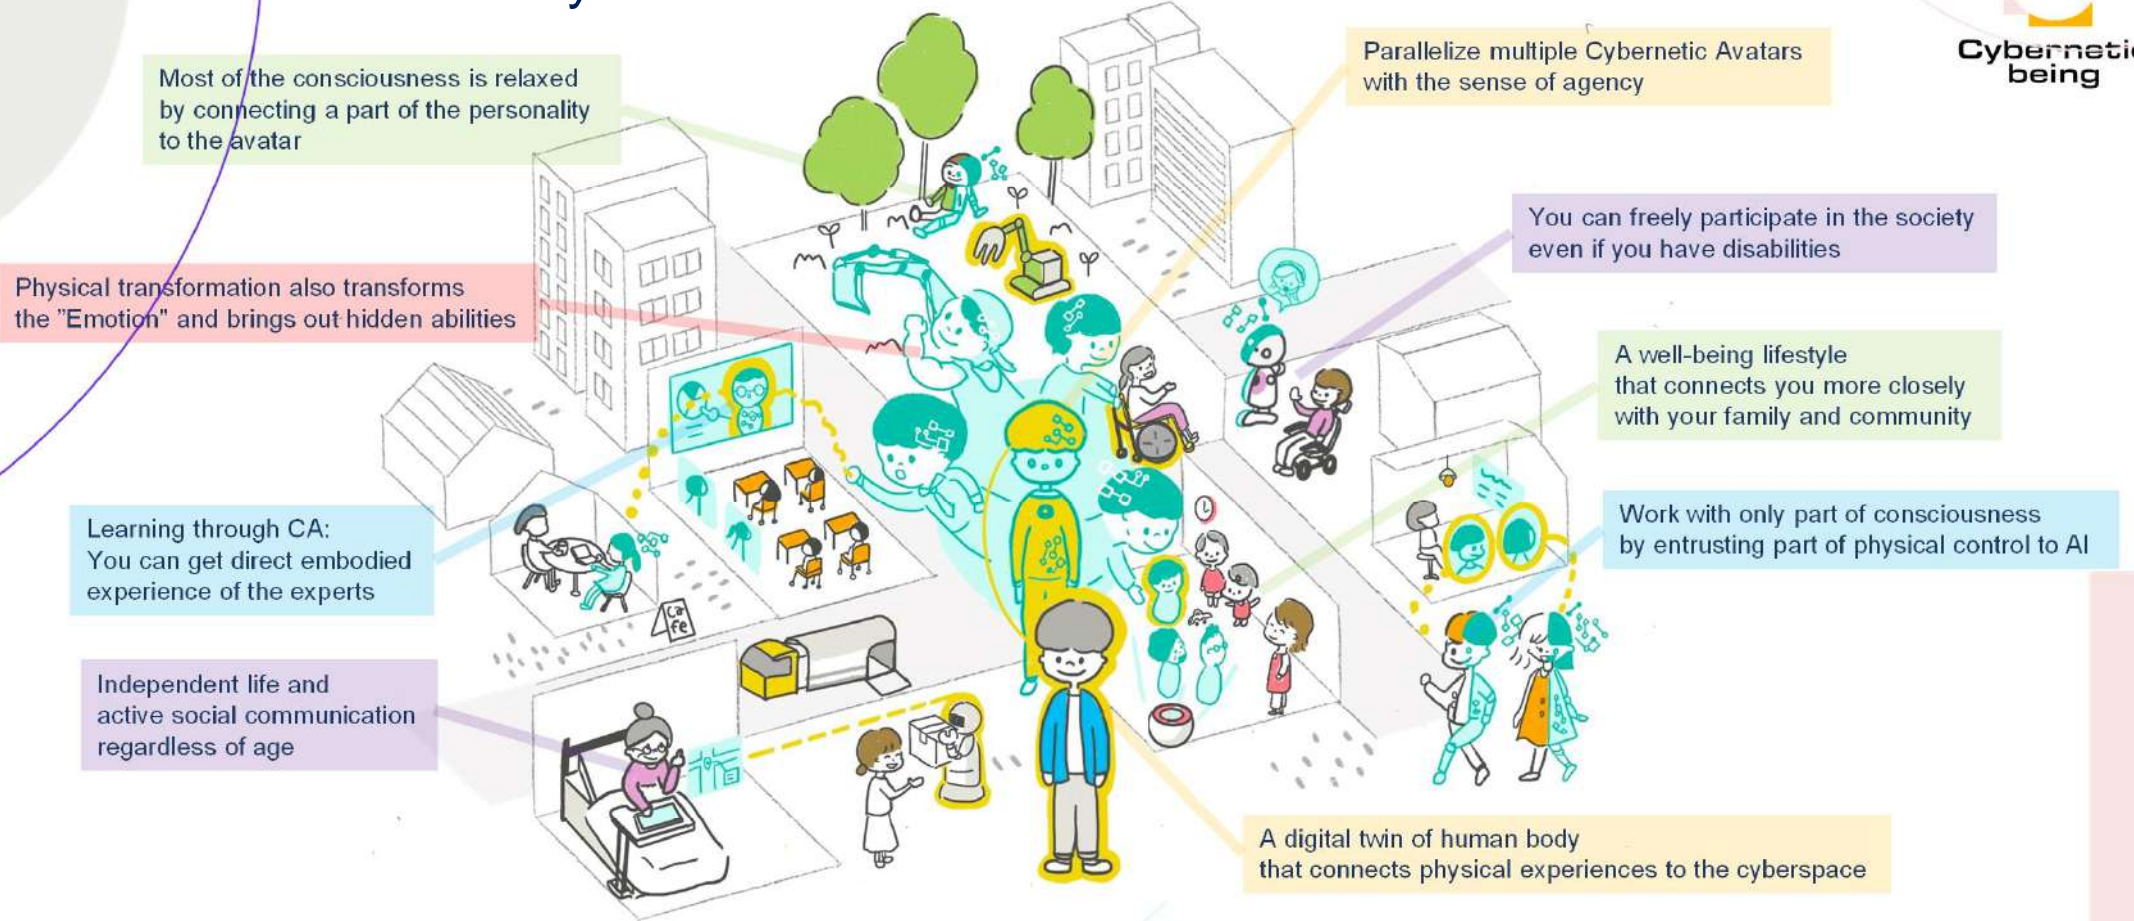 Cybernetic
being
Most of the consciousness is relaxed
by connecting a part of the personality
to the avatar
Parallelize multiple Cybernetic Avatars
with the sense of agency
You can freely participate in the society
even if you have disabilities
Physical transformation also transforms
the "Emotion" and brings out hidden abilities
A well-being lifestyle
that connects you more closely
with your family and community
Learning through CA:
You can get direct embodied
experience of the experts
Work with only part of consciousness
by entrusting part of physical control to AI
ca
fe
Independent life and
active social communication
regardless of age
A digital twin of human body
that connects physical experiences to the cyberspace